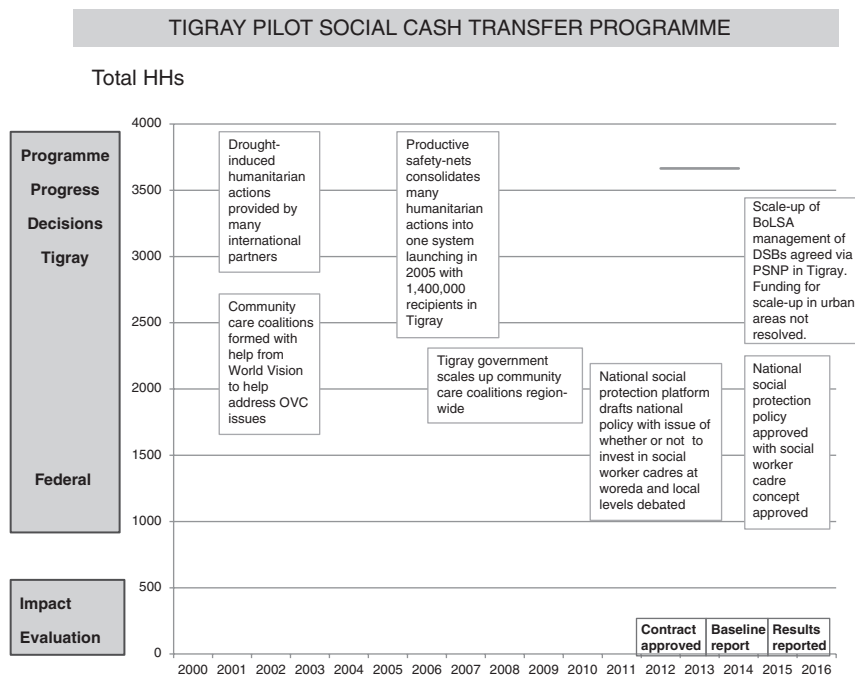 TIGRAY PILOT SOCIAL CASH TRANSFER PROGRAMME
Total HHs
Programme
Progress
Decisions
Tigray
Federal
Impact
Evaluation
4000
3500
3000
2500
2000
1500
1000
500
0
Drought-
induced
humanitarian
actions
provided by
many
international
partners
Community
care coalitions
formed with
help from
World Vision
to help
address OVC
issues
Productive
safety-nets
consolidates
many
humanitarian
actions into
one system
launching in
2005 with
1,400,000
recipients in
Tigray
Tigray government
scales up community
care coalitions region-
wide
National social
protection platform
drafts national
policy with issue of
whether or not to
invest in social
worker cadres at
woreda and local
levels debated
Scale-up of
BoLSA
management of
DSBs agreed via
PSNP in Tigray.
Funding for
scale-up in urban
areas not
resolved.
National
social
protection
policy
approved
with social
worker
cadre
concept
approved
Contract
approved
Baseline
report
Results
reported
2000 2001 2002 2003 2004 2005 2006 2007 2008 2009 2010 2011 2012 2013 2014 2015 2016